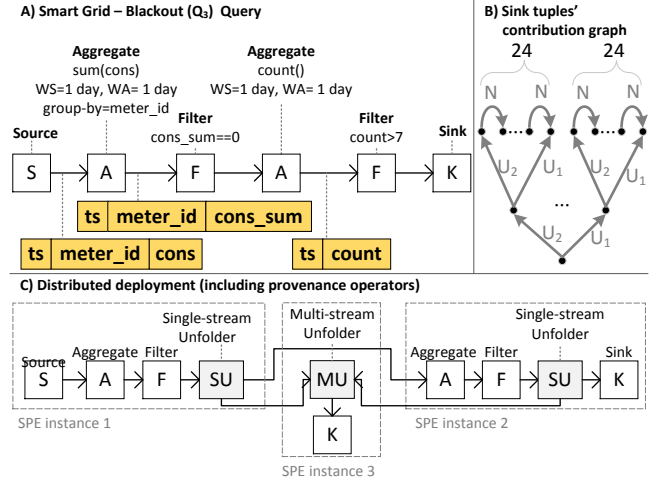 A) Smart Grid – Blackout (Q3) Query
Aggregate
sum(cons)
WS=1 day, WA= 1 day
group-by=meter_id
Aggregate
count()
WS=1 day, WA= 1 day
Source
Filter
cons_sum==0
Filter
count>7
Sink
S
A
F
A
F
K
ts meter_id cons_sum
ts meter_id cons
ts count
B) Sink tuples'
contribution graph
24 24
N N N N
U2 U1 U2 U1
...
U2 U1
C) Distributed deployment (including provenance operators)
Single-stream
Unfolder
Multi-stream
Unfolder
Single-stream
Unfolder
Source
Aggregate
Filter
Aggregate
Filter
Sink
S
A
F
SU
MU
A
F
SU
K
K
SPE instance 1
SPE instance 2
SPE instance 3